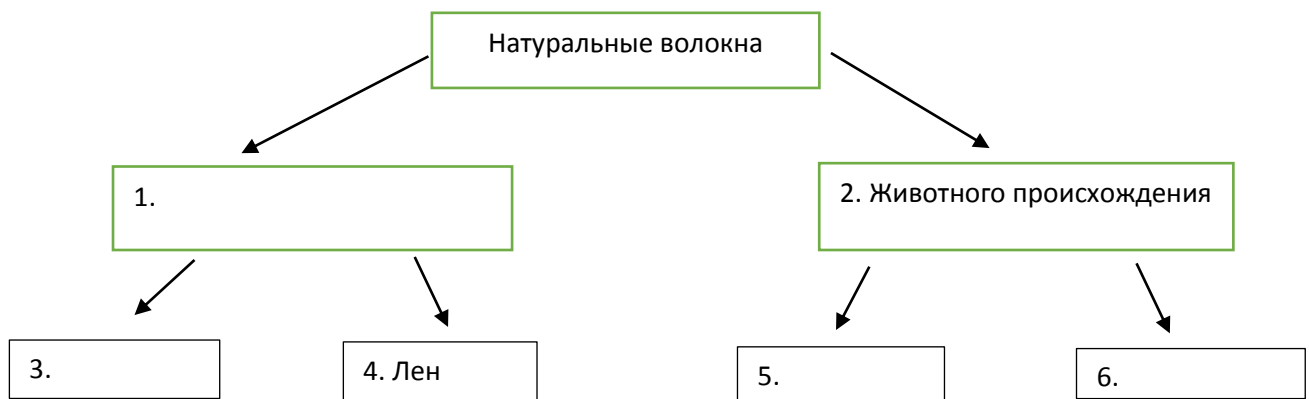 Натуральные волокна
1.
2. Животного происхождения
3.
4. Лен
5.
6.